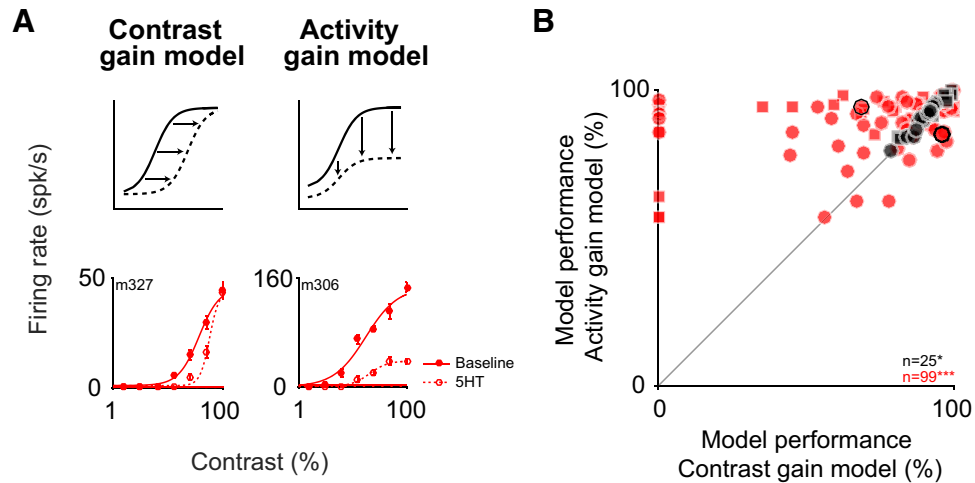 A
Contrast
gain model
Activity
gain model
Firing rate (spk/s)
50
m327
0
1
100
160
m306
0
1
100
Baseline
5HT
Contrast (%)
B
100
Model performance
Activity gain model (%)
0
n=25*
n=99***
0
100
Model performance
Contrast gain model (%)